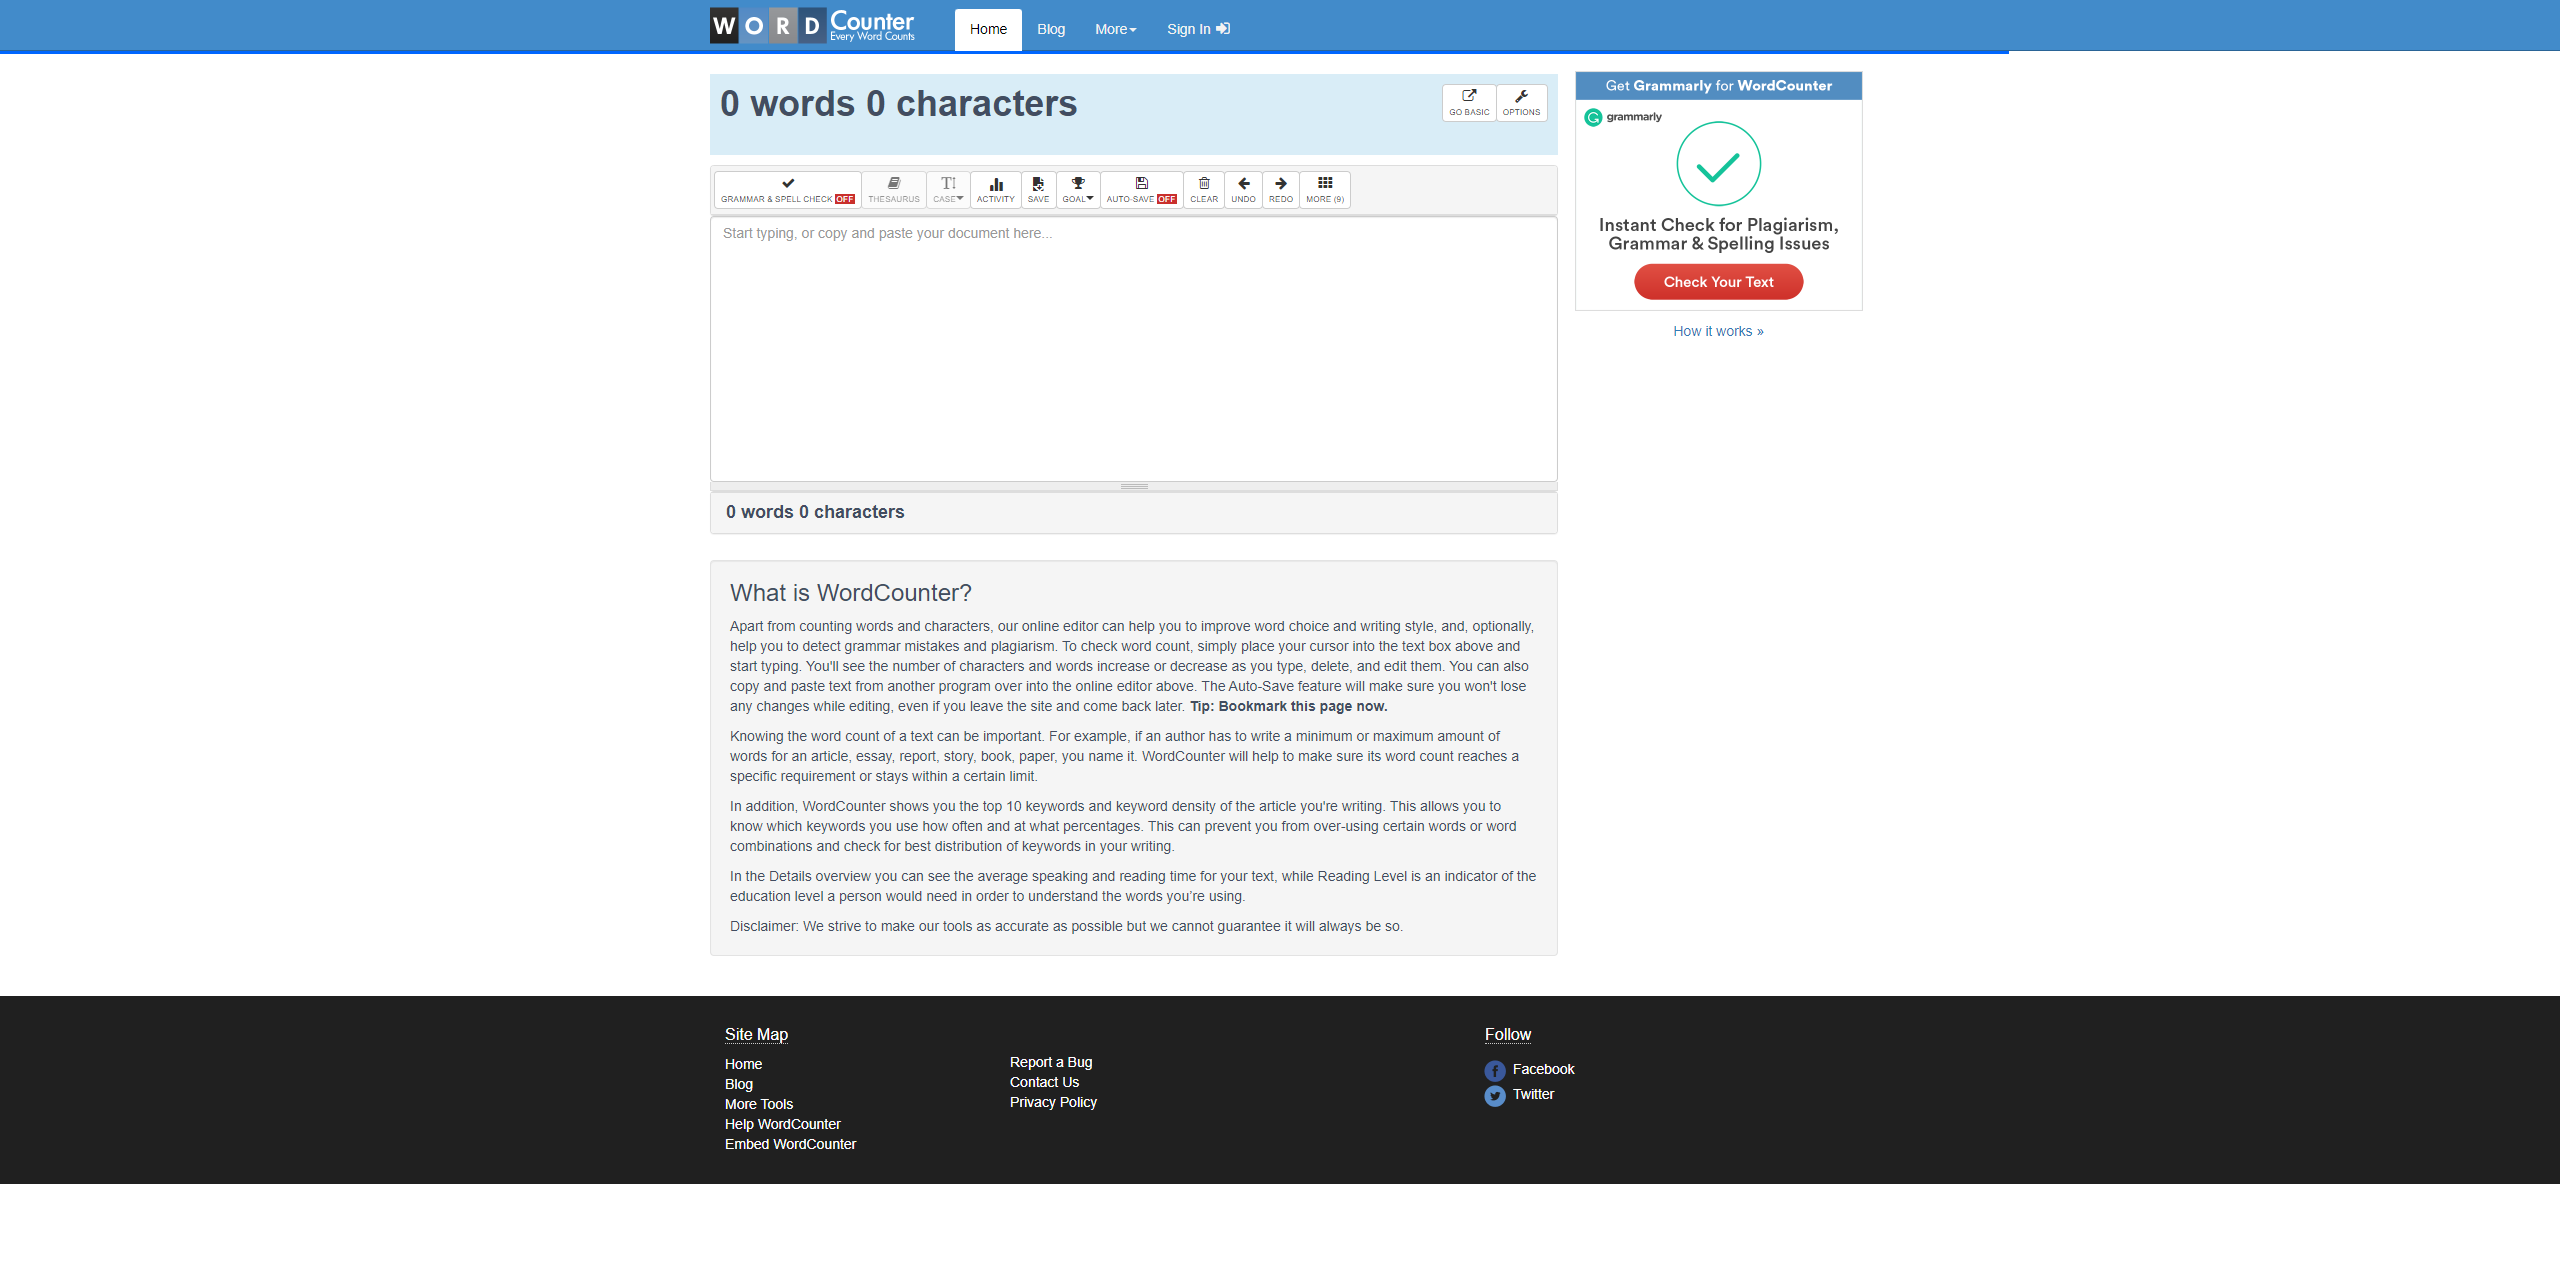 WORD Counter
Every Word Counts
Home
Blog
More
Sign In
0 words 0 characters
GO BASIC
OPTIONS
GRAMMAR & SPELL CHECK OFF
THESAURUS
CASE
ACTIVITY
SAVE
GOAL
AUTO-SAVE OFF
CLEAR
UNDO
REDO
MORE (9)
Start typing, or copy and paste your document here...
0 words 0 characters
Get Grammarly for WordCounter
grammarly
Instant Check for Plagiarism,
Grammar & Spelling Issues
Check Your Text
How it works »
What is WordCounter?
Apart from counting words and characters, our online editor can help you to improve word choice and writing style, and, optionally,
help you to detect grammar mistakes and plagiarism. To check word count, simply place your cursor into the text box above and
start typing. You'll see the number of characters and words increase or decrease as you type, delete, and edit them. You can also
copy and paste text from another program over into the online editor above. The Auto-Save feature will make sure you won't lose
any changes while editing, even if you leave the site and come back later. Tip: Bookmark this page now.
Knowing the word count of a text can be important. For example, if an author has to write a minimum or maximum amount of
words for an article, essay, report, story, book, paper, you name it. WordCounter will help to make sure its word count reaches a
specific requirement or stays within a certain limit.
In addition, WordCounter shows you the top 10 keywords and keyword density of the article you're writing. This allows you to
know which keywords you use how often and at what percentages. This can prevent you from over-using certain words or word
combinations and check for best distribution of keywords in your writing.
In the Details overview you can see the average speaking and reading time for your text, while Reading Level is an indicator of the
education level a person would need in order to understand the words you're using.
Disclaimer: We strive to make our tools as accurate as possible but we cannot guarantee it will always be so.
Site Map
Home
Blog
More Tools
Help WordCounter
Embed WordCounter
Report a Bug
Contact Us
Privacy Policy
Follow
Facebook
Twitter